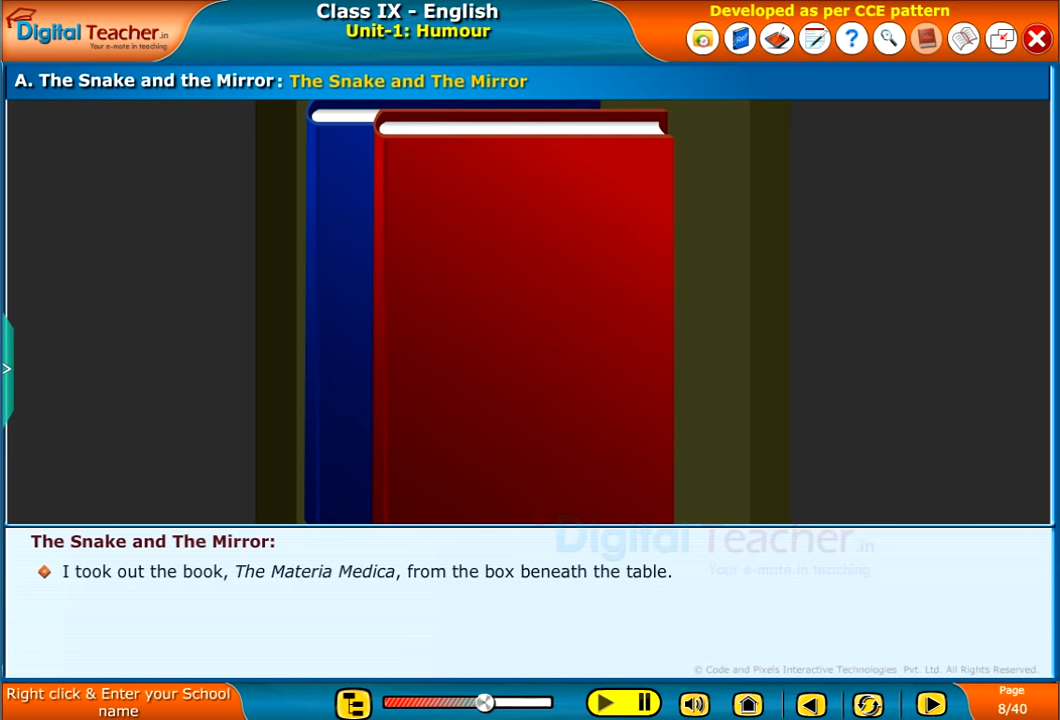 Digital Teacher.in
Your e-mate in teaching
Class IX - English
Unit-1: Humour
Developed as per CCE pattern
?
A. The Snake and the Mirror: The Snake and The Mirror
>
The Snake and The Mirror:
I took out the book, The Materia Medica, from the box beneath the table.
Digital Teacher.in
Your e-mate in teaching
© Code and Pixels Interactive Technologies Pvt. Ltd. All Rights Reserved.
Right click & Enter your School
name
Page
8/40